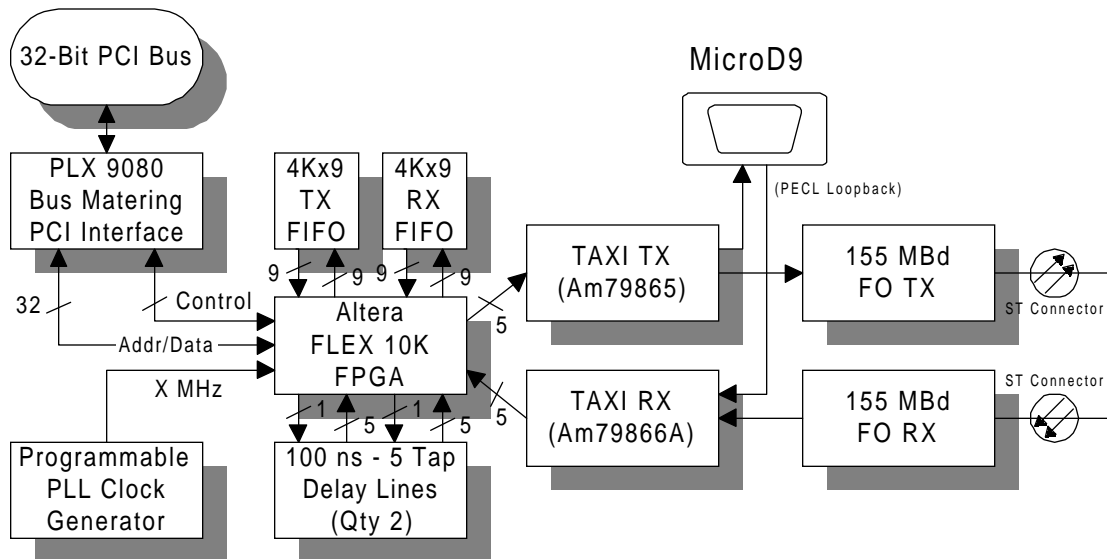 32-Bit PCI Bus
MicroD9
PLX 9080
Bus Matering
PCI Interface
4Kx9
TX
FIFO
4Kx9
RX
FIFO
(PECL Loopback)
TAXI TX
(Am79865)
155 MBd
FO TX
ST Connector
9
9
9
9
5
32
Control
Addr/Data
X MHz
Altera
FLEX 10K
FPGA
5
TAXI RX
(Am79866A)
155 MBd
FO RX
ST Connector
1
5
1
5
Programmable
PLL Clock
Generator
100 ns - 5 Tap
Delay Lines
(Qty 2)